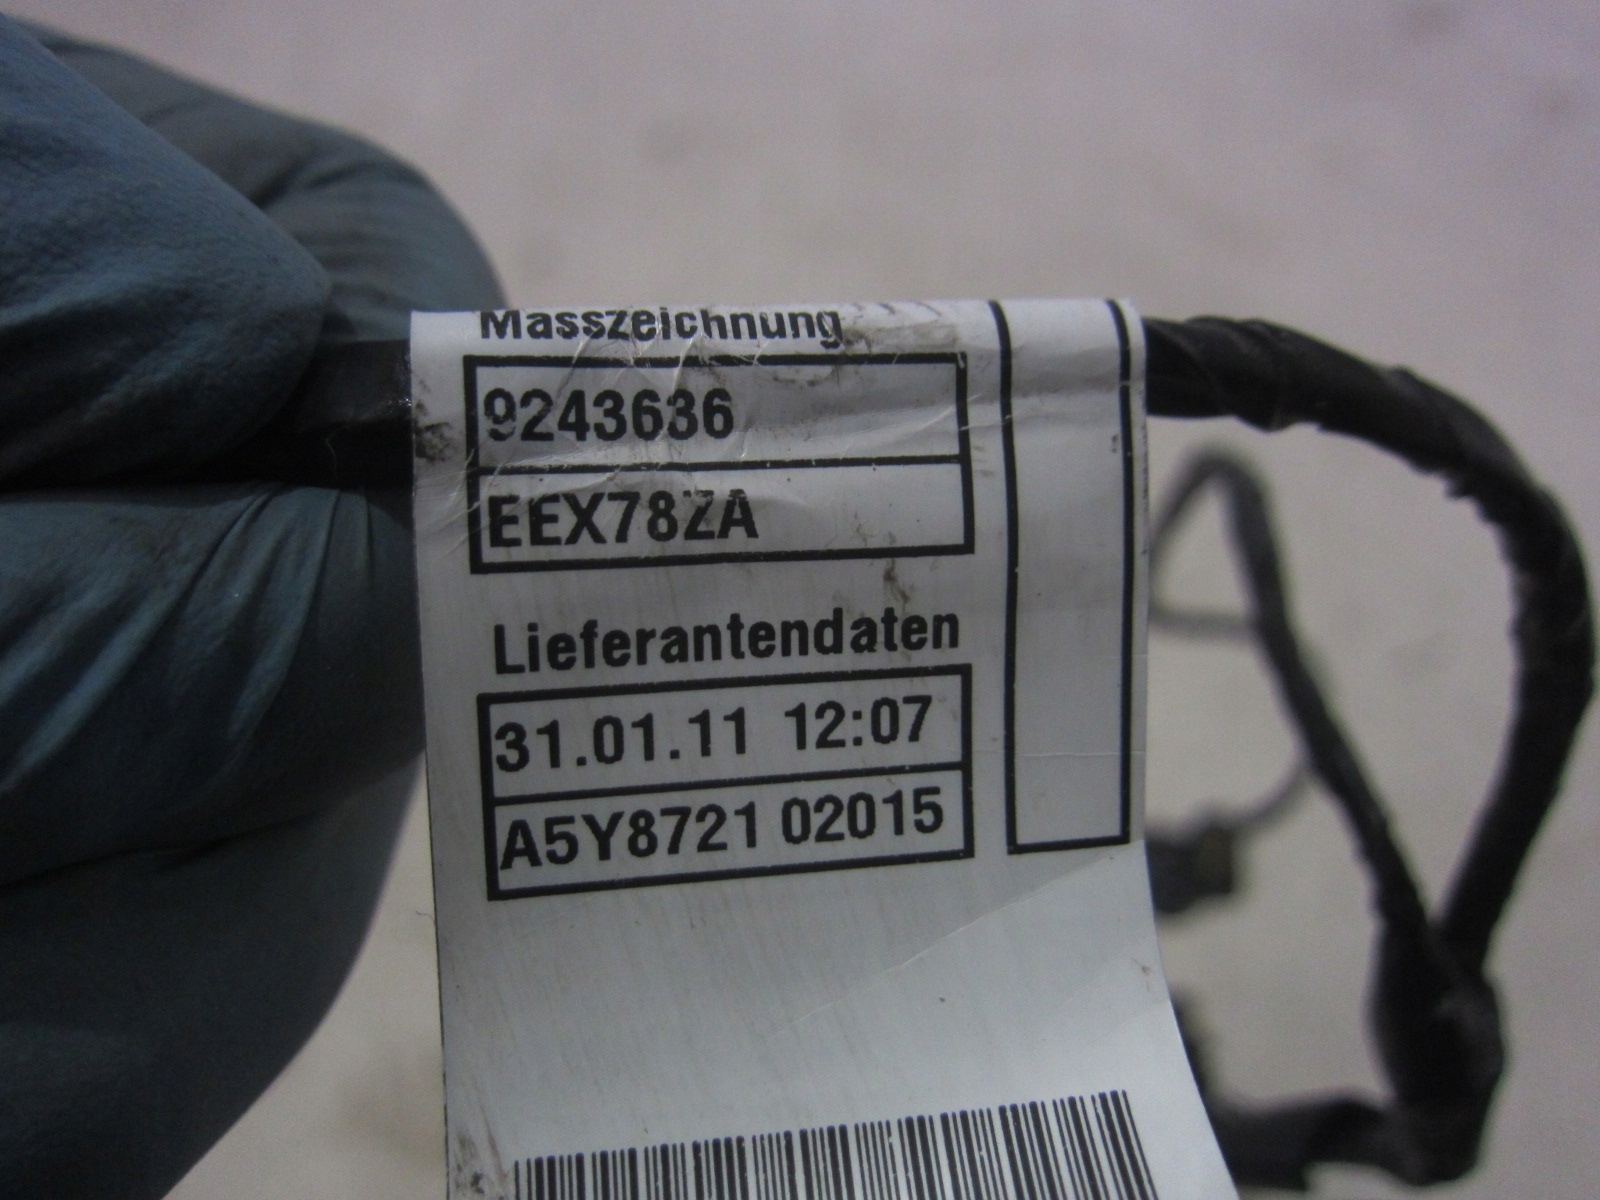 Masszeichnung
9243636
EEX78ZA
Lieferantendaten
31.01.11 12:07
A5Y8721 02015